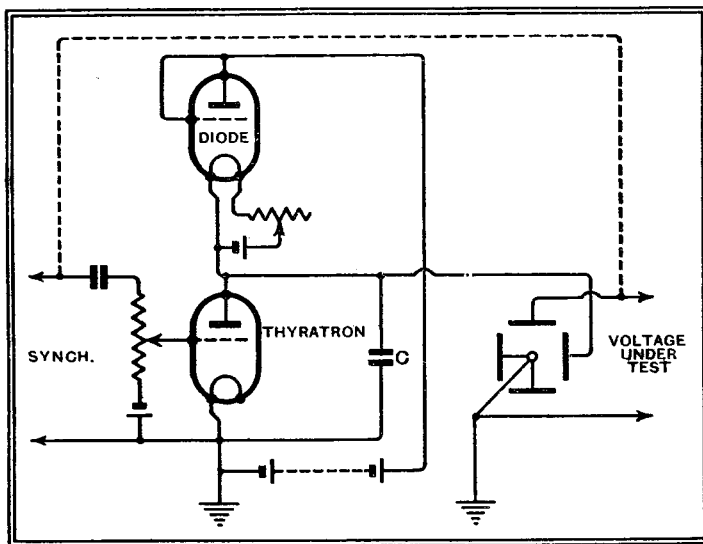 DIODE
THYRATRON
SYNCH.
C
VOLTAGE
UNDER
TEST